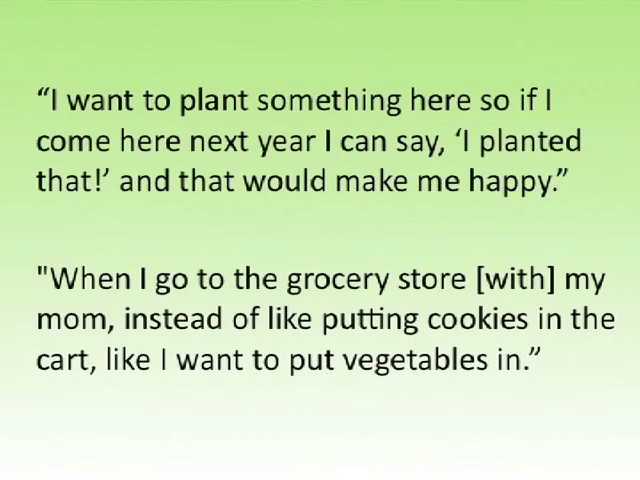 “I want to plant something here so if I
come here next year I can say, ‘I planted
that!’ and that would make me happy.”
"When I go to the grocery store [with] my
mom, instead of like putting cookies in the
cart, like I want to put vegetables in.”